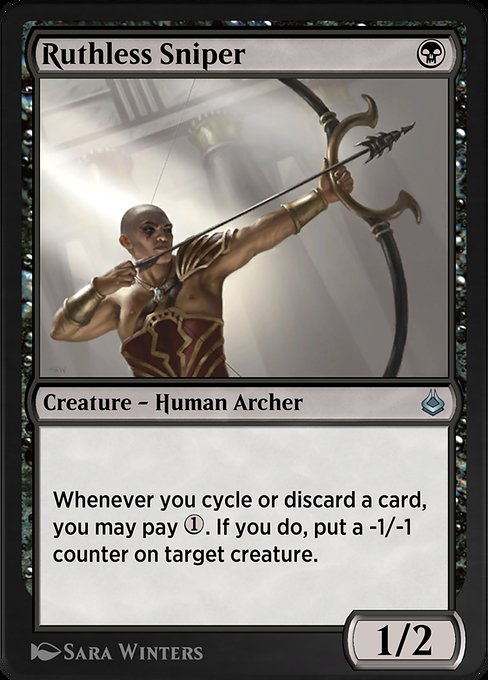 Ruthless Sniper
Creature – Human Archer
Whenever you cycle or discard a card,
you may pay 1. If you do, put a -1/-1
counter on target creature.
1/2
Sara Winters